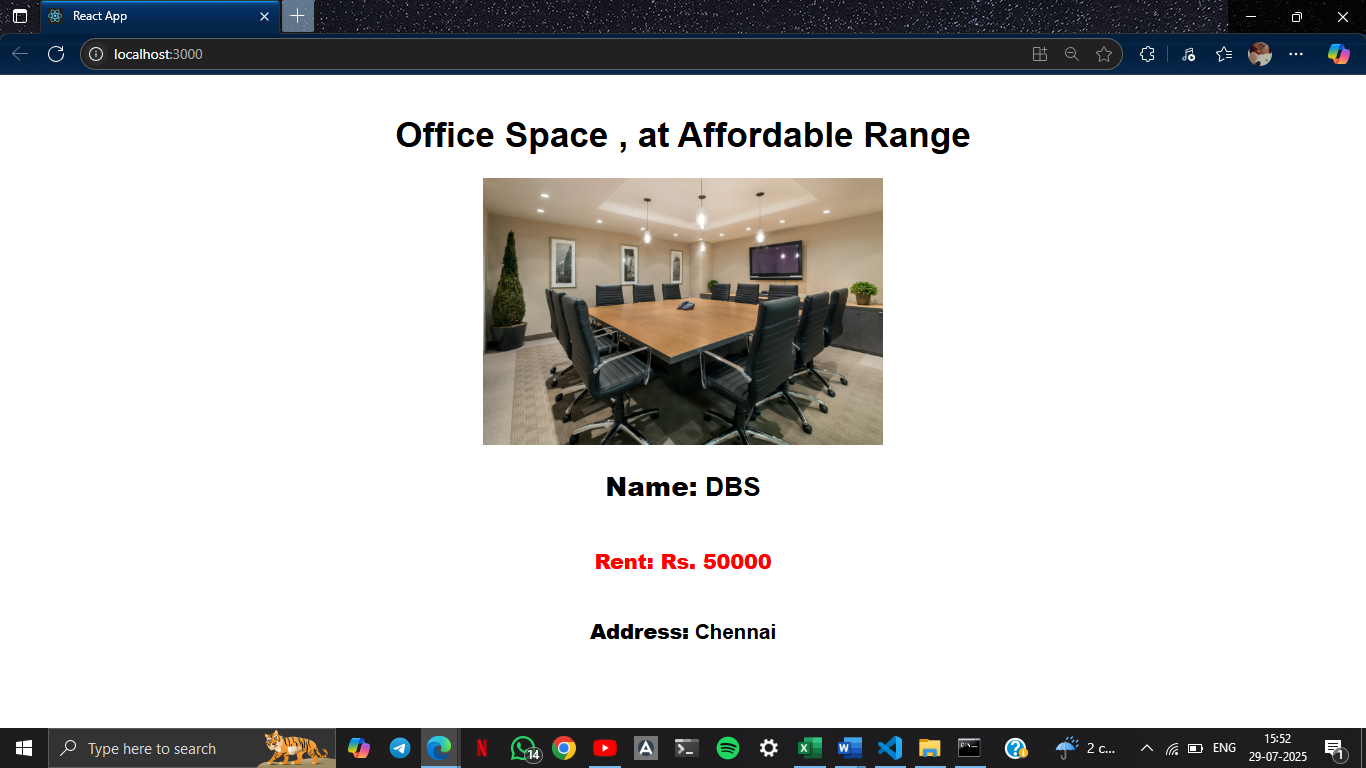 React App
localhost:3000
Office Space , at Affordable Range
Name: DBS
Rent: Rs. 50000
Address: Chennai
Type here to search
14
2 c...
ENG
15:52
29-07-2025
1